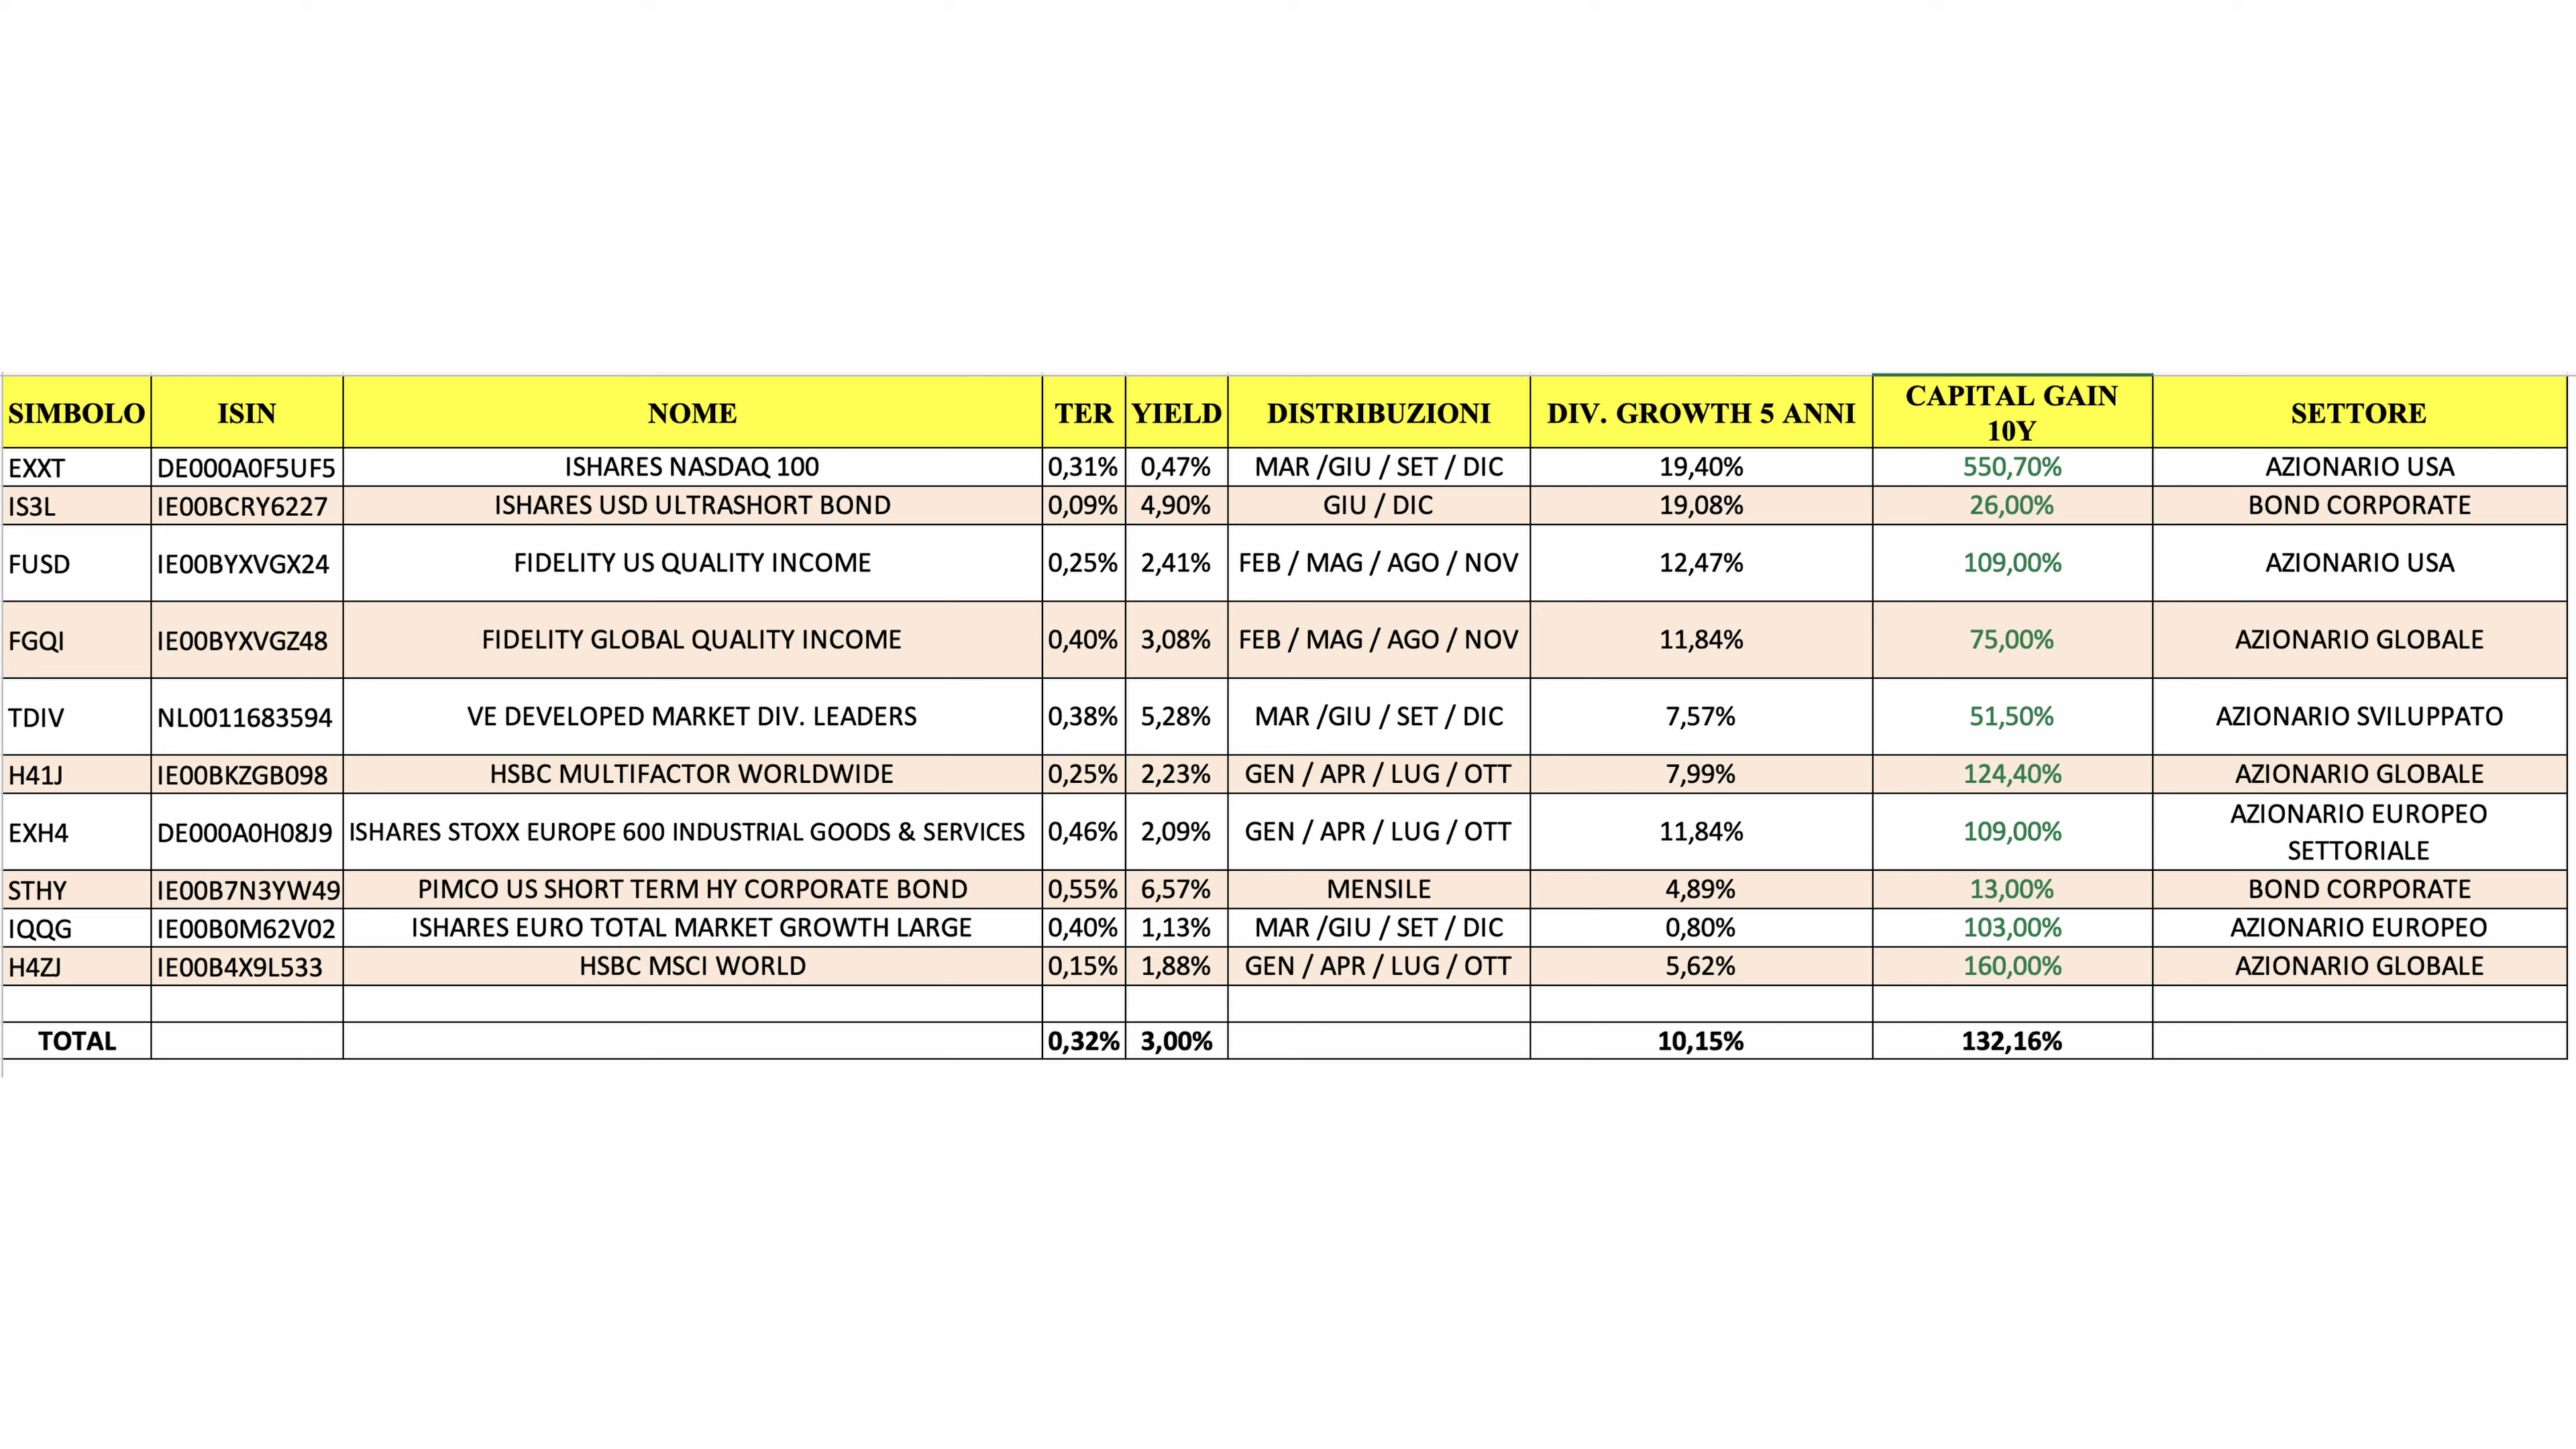 SIMBOLO ISIN NOME TER YIELD DISTRIBUZIONI DIV. GROWTH 5 ANNI CAPITAL GAIN 10Y SETTORE
EXXT DE000A0F5UF5 ISHARES NASDAQ 100 0,31% 0,47% MAR /GIU / SET / DIC 19,40% 550,70% AZIONARIO USA
IS3L IE00BCRY6227 ISHARES USD ULTRASHORT BOND 0,09% 4,90% GIU / DIC 19,08% 26,00% BOND CORPORATE
FUSD IE00BYXVGX24 FIDELITY US QUALITY INCOME 0,25% 2,41% FEB / MAG / AGO / NOV 12,47% 109,00% AZIONARIO USA
FGQI IE00BYXVGZ48 FIDELITY GLOBAL QUALITY INCOME 0,40% 3,08% FEB / MAG / AGO / NOV 11,84% 75,00% AZIONARIO GLOBALE
TDIV NL0011683594 VE DEVELOPED MARKET DIV. LEADERS 0,38% 5,28% MAR /GIU / SET / DIC 7,57% 51,50% AZIONARIO SVILUPPATO
H41J IE00BKZGB098 HSBC MULTIFACTOR WORLDWIDE 0,25% 2,23% GEN / APR / LUG / OTT 7,99% 124,40% AZIONARIO GLOBALE
EXH4 DE000A0H08J9 ISHARES STOXX EUROPE 600 INDUSTRIAL GOODS & SERVICES 0,46% 2,09% GEN / APR / LUG / OTT 11,84% 109,00% AZIONARIO EUROPEO SETTORIALE
STHY IE00B7N3YW49 PIMCO US SHORT TERM HY CORPORATE BOND 0,55% 6,57% MENSILE 4,89% 13,00% BOND CORPORATE
IQQG IE00B0M62V02 ISHARES EURO TOTAL MARKET GROWTH LARGE 0,40% 1,13% MAR /GIU / SET / DIC 0,80% 103,00% AZIONARIO EUROPEO
H4ZJ IE00B4X9L533 HSBC MSCI WORLD 0,15% 1,88% GEN / APR / LUG / OTT 5,62% 160,00% AZIONARIO GLOBALE
TOTAL 0,32% 3,00% 10,15% 132,16%